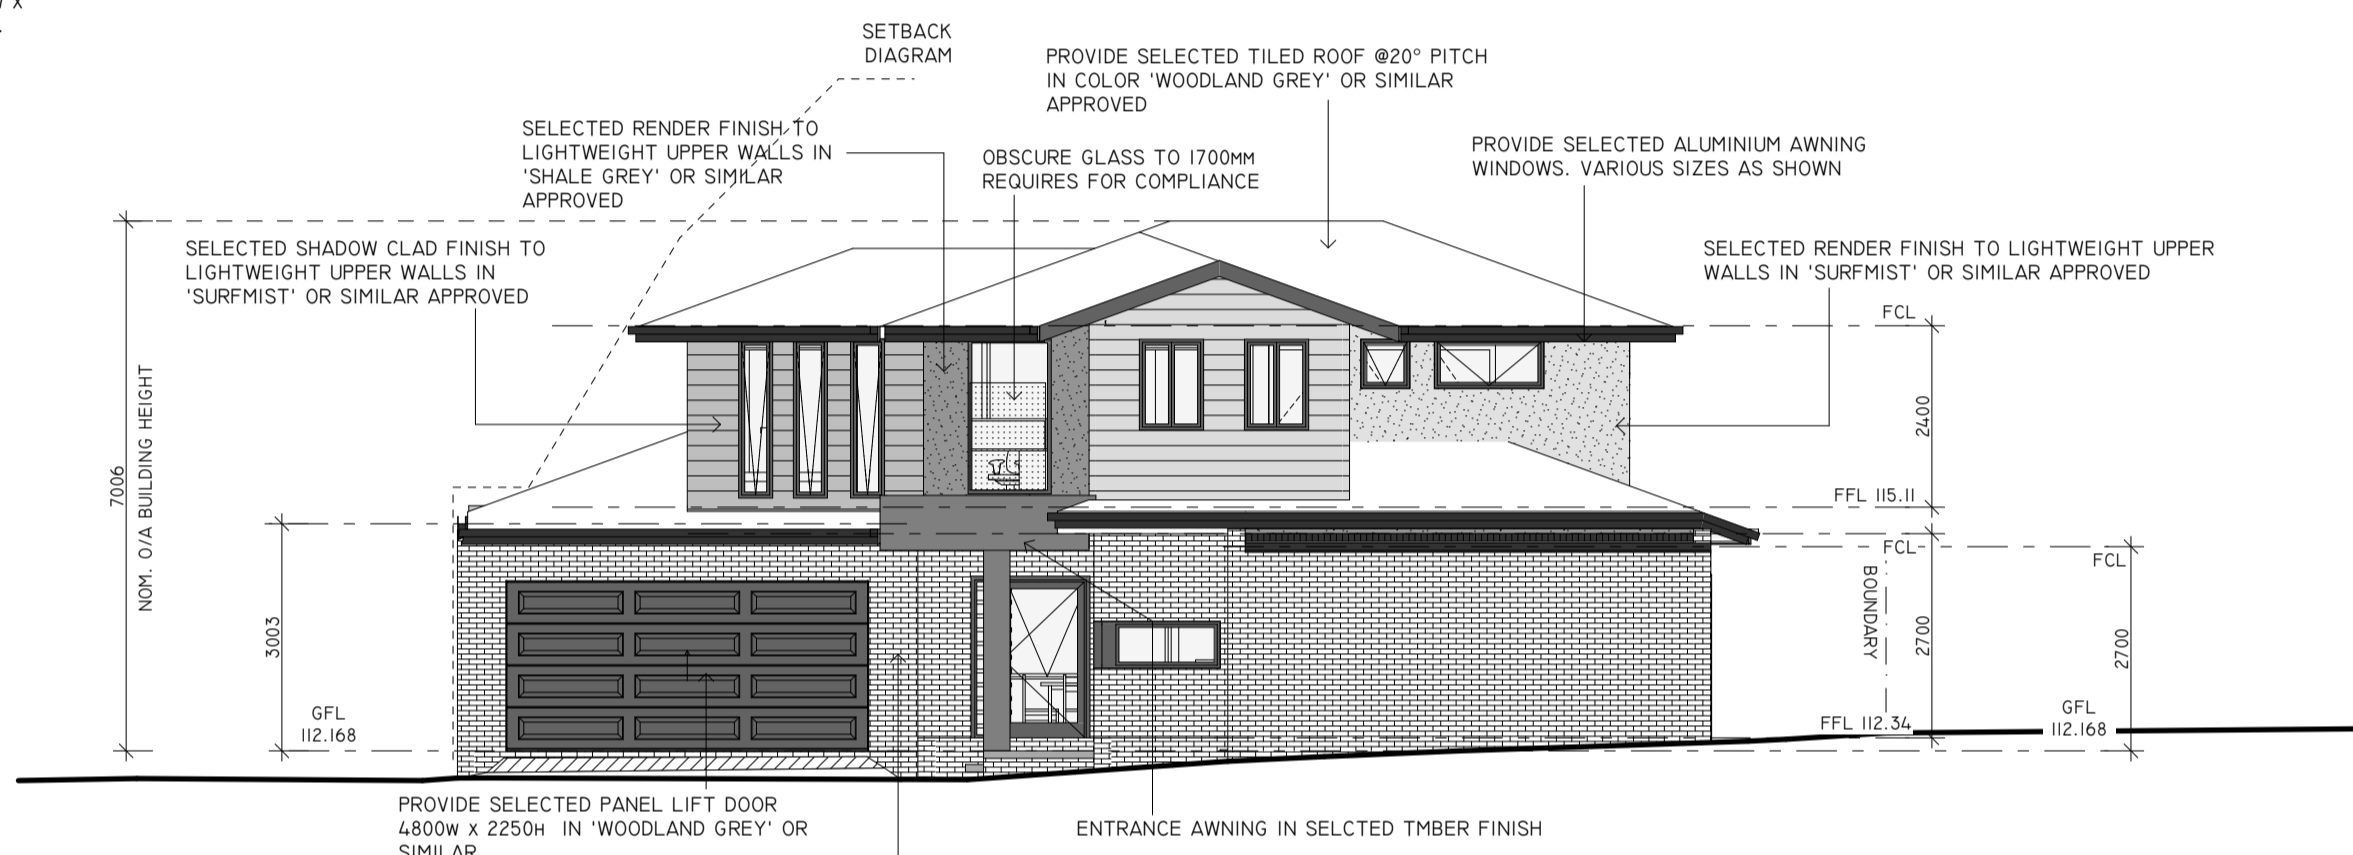 SETBACK
DIAGRAM
PROVIDE SELECTED TILED ROOF @20° PITCH
IN COLOR 'WOODLAND GREY' OR SIMILAR
APPROVED
SELECTED RENDER FINISH TO
LIGHTWEIGHT UPPER WALLS IN
'SHALE GREY' OR SIMILAR
APPROVED
OBSCURE GLASS TO 1700MM
REQUIRES FOR COMPLIANCE
PROVIDE SELECTED ALUMINIUM AWNING
WINDOWS. VARIOUS SIZES AS SHOWN
SELECTED SHADOW CLAD FINISH TO
LIGHTWEIGHT UPPER WALLS IN
'SURFMIST' OR SIMILAR APPROVED
SELECTED RENDER FINISH TO LIGHTWEIGHT UPPER
WALLS IN 'SURFMIST' OR SIMILAR APPROVED
FCL
2400
FFL 115.11
7006
NOM. O/A BUILDING HEIGHT
3003
GFL
112.168
FCL
BOUNDARY
2700
FFL 112.34
FCL
2700
GFL
112.168
PROVIDE SELECTED PANEL LIFT DOOR
4800W X 2250H IN 'WOODLAND GREY' OR
SIMILAR
ENTRANCE AWNING IN SELCTED TMBER FINISH